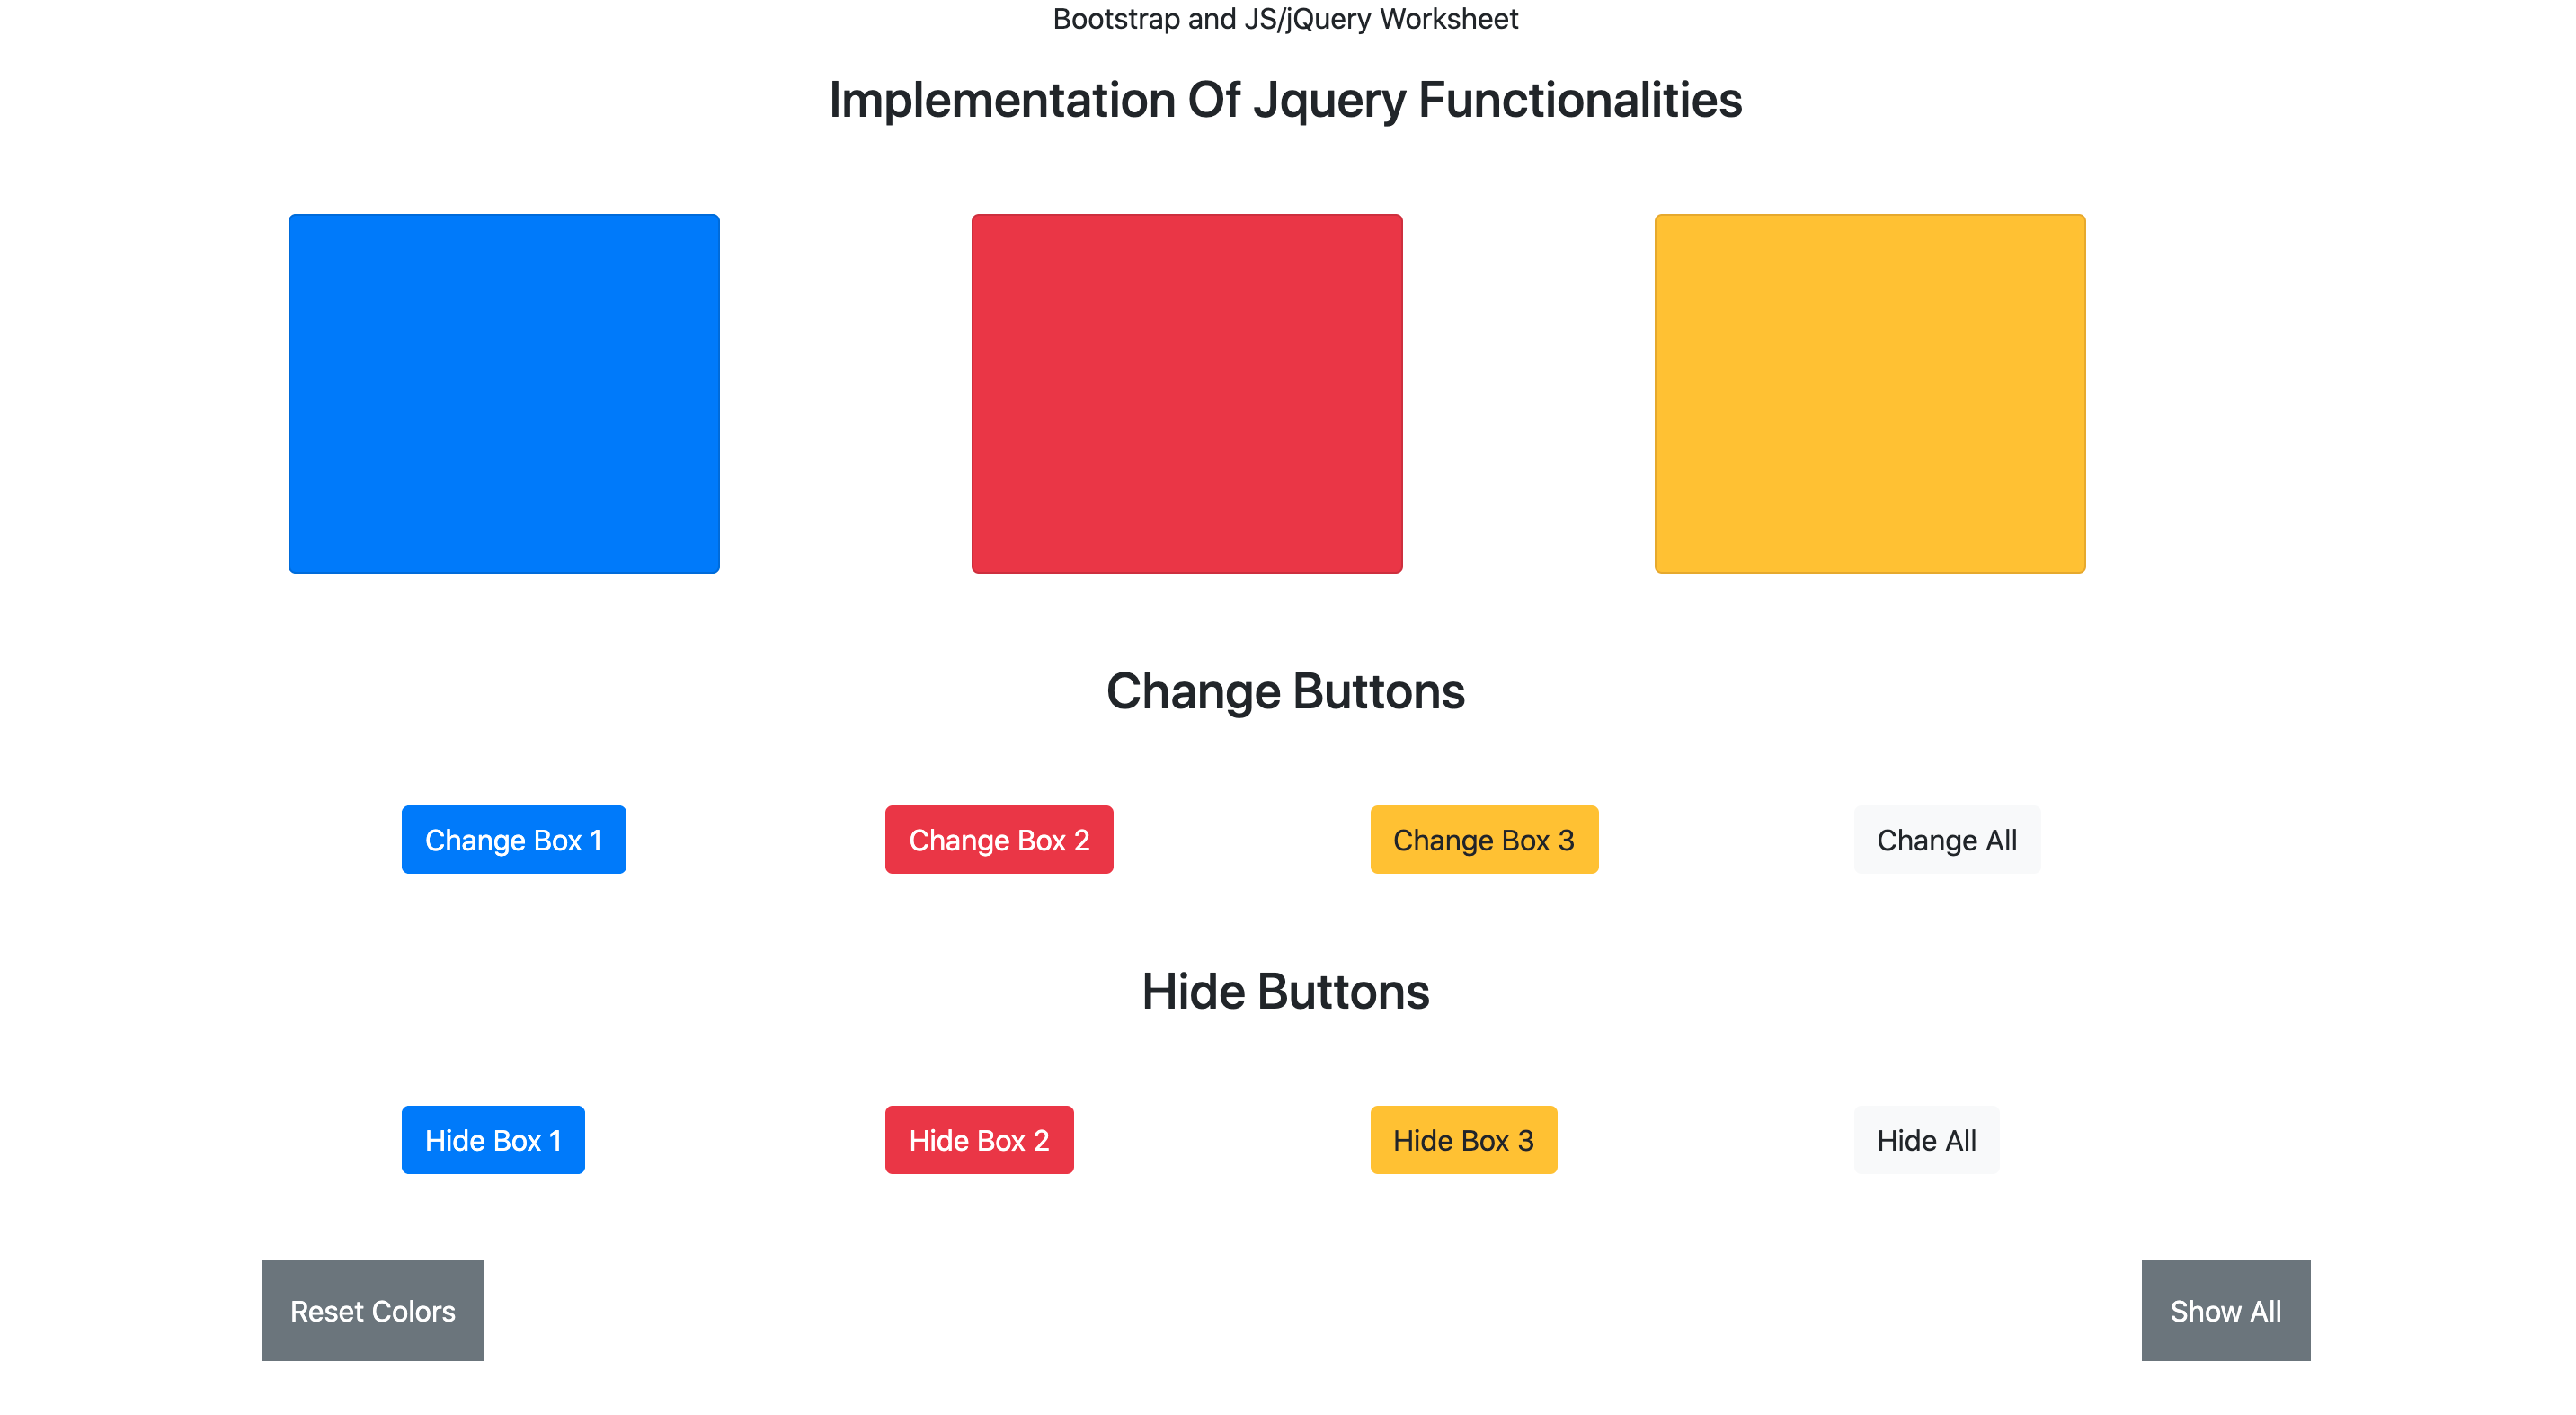 Bootstrap and JS/jQuery Worksheet
Implementation Of Jquery Functionalities
Change Buttons
Change Box 1 Change Box 2 Change Box 3 Change All
Hide Buttons
Hide Box 1 Hide Box 2 Hide Box 3 Hide All
Reset Colors Show All